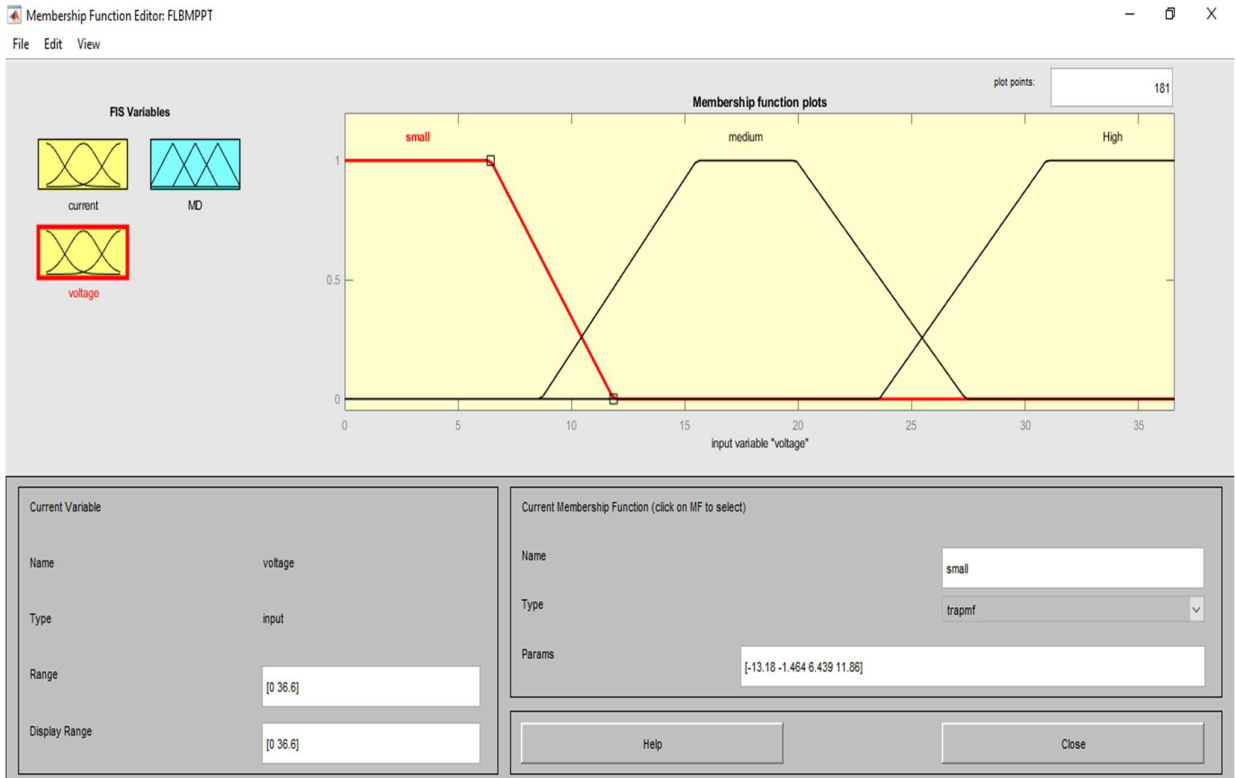 Membership Function Editor: FLBMPPT
File Edit View
plot points: 181
FIS Variables
Membership function plots
current MD
voltage
small medium High
1
0.5
0
0 5 10 15 20 25 30 35
input variable "voltage"
Current Variable
Name voltage
Type input
Range [0 36.6]
Display Range [0 36.6]
Current Membership Function (click on MF to select)
Name small
Type trapmf
Params [-13.18 -1.464 6.439 11.86]
Help Close